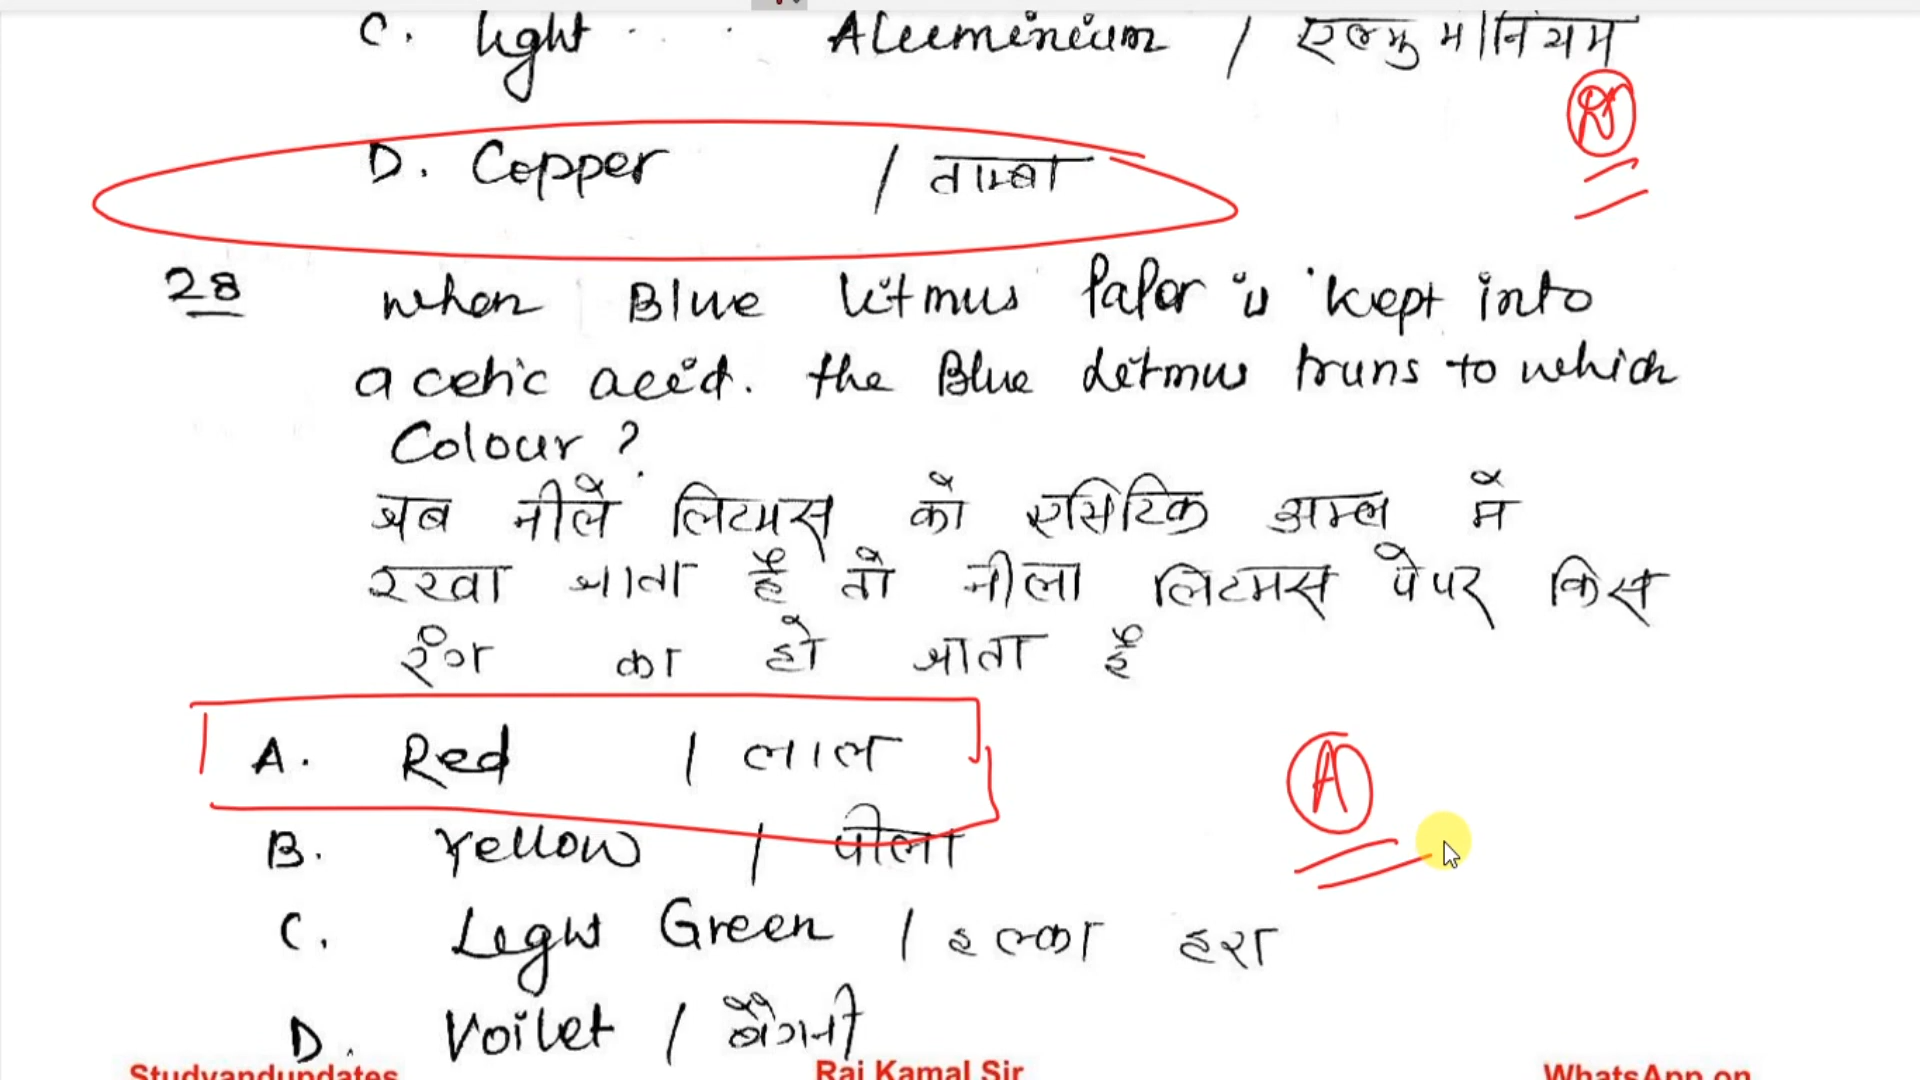 C. light Aluminium / एल्यु मीनियम
D. Copper / ताम्बा
28 when Blue litmus Paper is kept into
acetic acid. the Blue litmus truns to which
Colour ?
जब नीले लिटमस को एसिटिक अम्ल में
रखा जाता है तो नीला लिटमस पेपर किस
रंग का हो जाता है
A. Red / लाल
A
B. Yellow / पीला
C. Light Green / हल्का हरा
D. Voilet / बैंगनी
Studyandupdates Raj Kamal Sir WhatsApp on